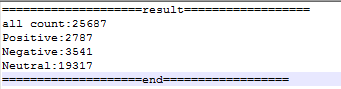 ====================result==================
all count:25687
Positive:2787
Negative:3541
Neutral:19317
====================end==================